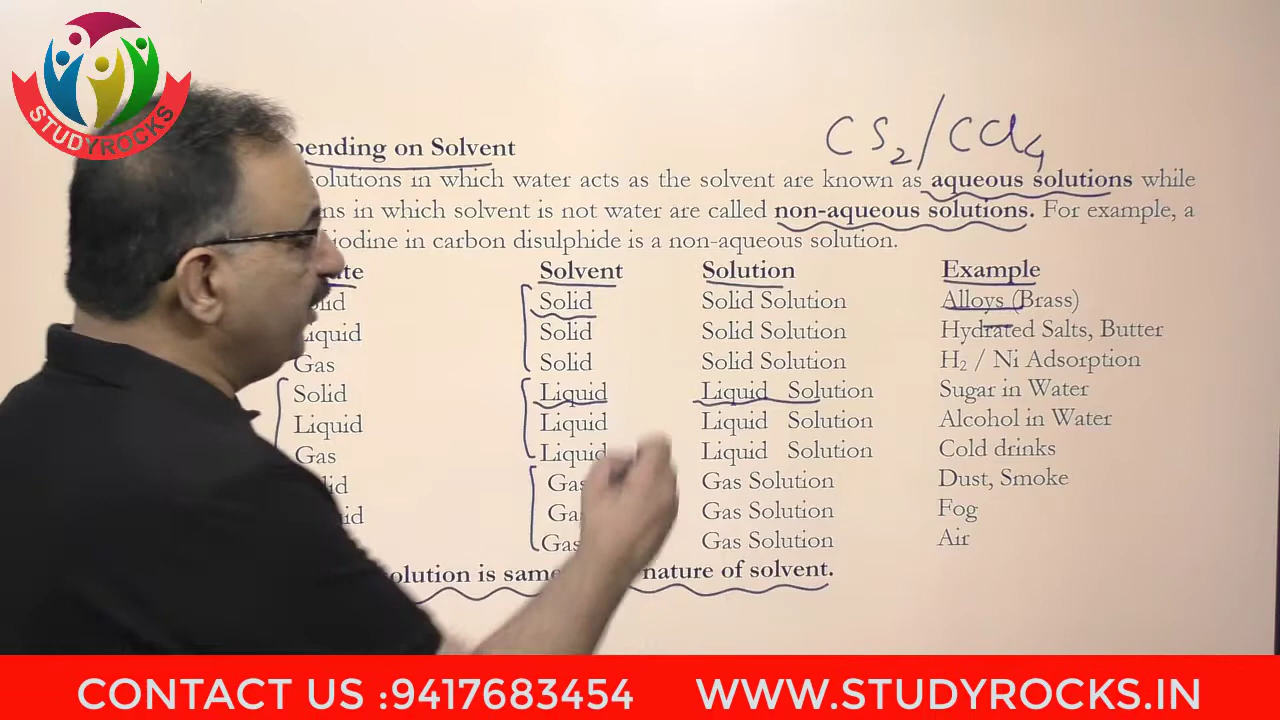 STUDYROCKS
CS2/CCl4
pending on Solvent
solutions in which water acts as the solvent are known as aqueous solutions while
in which solvent is not water are called non-aqueous solutions. For example, a
iodine in carbon disulphide is a non-aqueous solution.
Solvent Solution Example
Solid Solid Solution Alloys (Brass)
Liquid Solid Solid Solution Hydrated Salts, Butter
Gas Solid Solid Solution H2 / Ni Adsorption
Solid Liquid Liquid Solution Sugar in Water
Liquid Liquid Liquid Solution Alcohol in Water
Gas Liquid Liquid Solution Cold drinks
Gas Gas Solution Dust, Smoke
Gas Gas Solution Fog
Gas Gas Solution Air
solution is same nature of solvent.
CONTACT US :9417683454 WWW.STUDYROCKS.IN